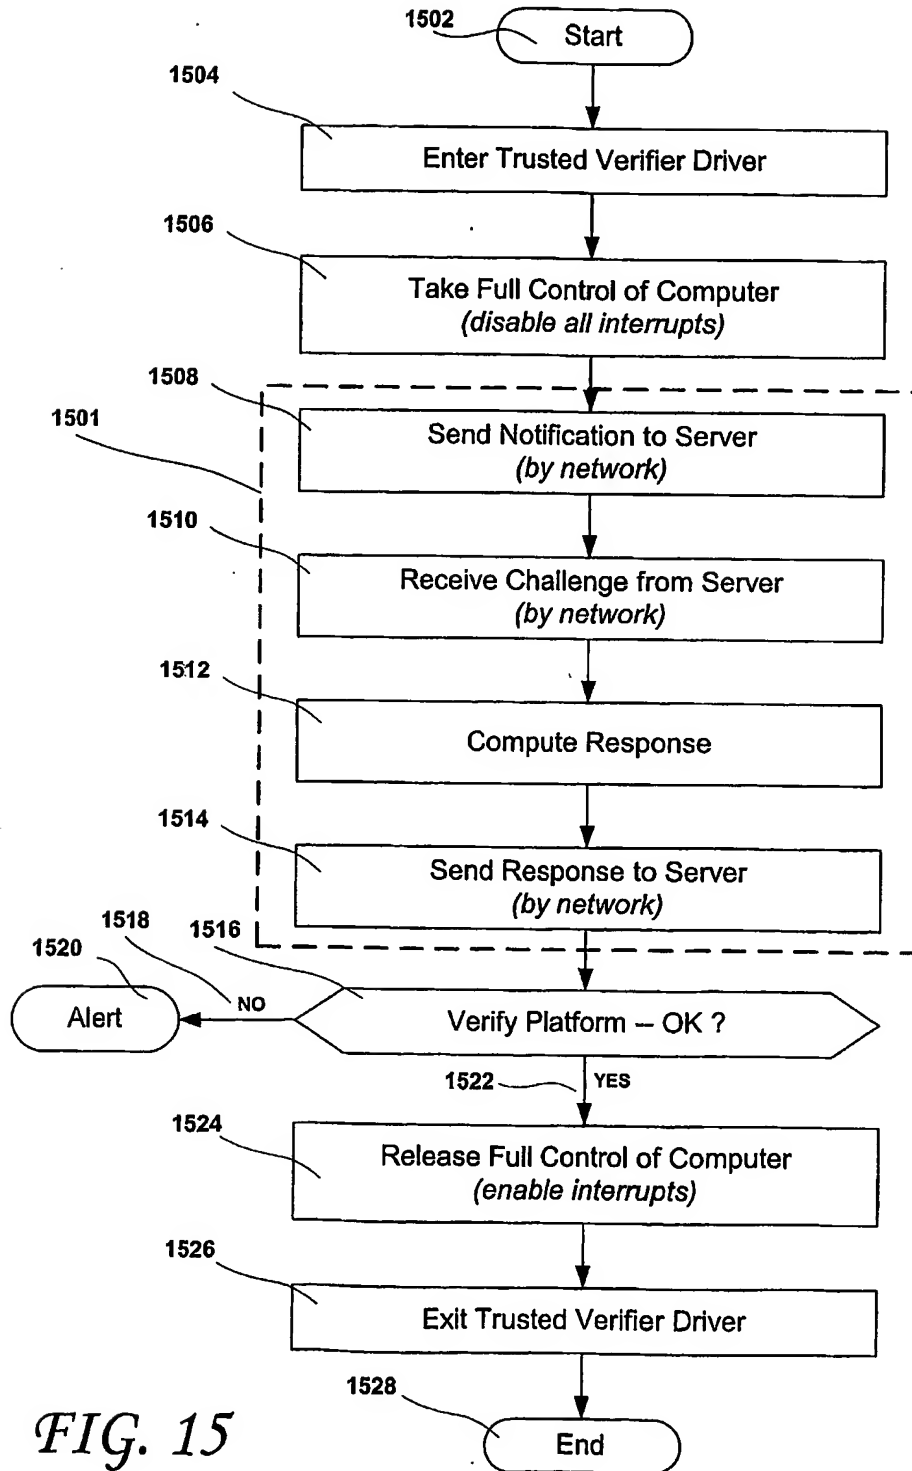 1502
Start
1504
Enter Trusted Verifier Driver
1506
Take Full Control of Computer
(disable all interrupts)
1508
1501
Send Notification to Server
(by network)
1510
Receive Challenge from Server
(by network)
1512
Compute Response
1514
Send Response to Server
(by network)
1518
1516
1520
NO
Alert
Verify Platform – OK ?
1522
YES
1524
Release Full Control of Computer
(enable interrupts)
1526
Exit Trusted Verifier Driver
1528
End
FIG. 15